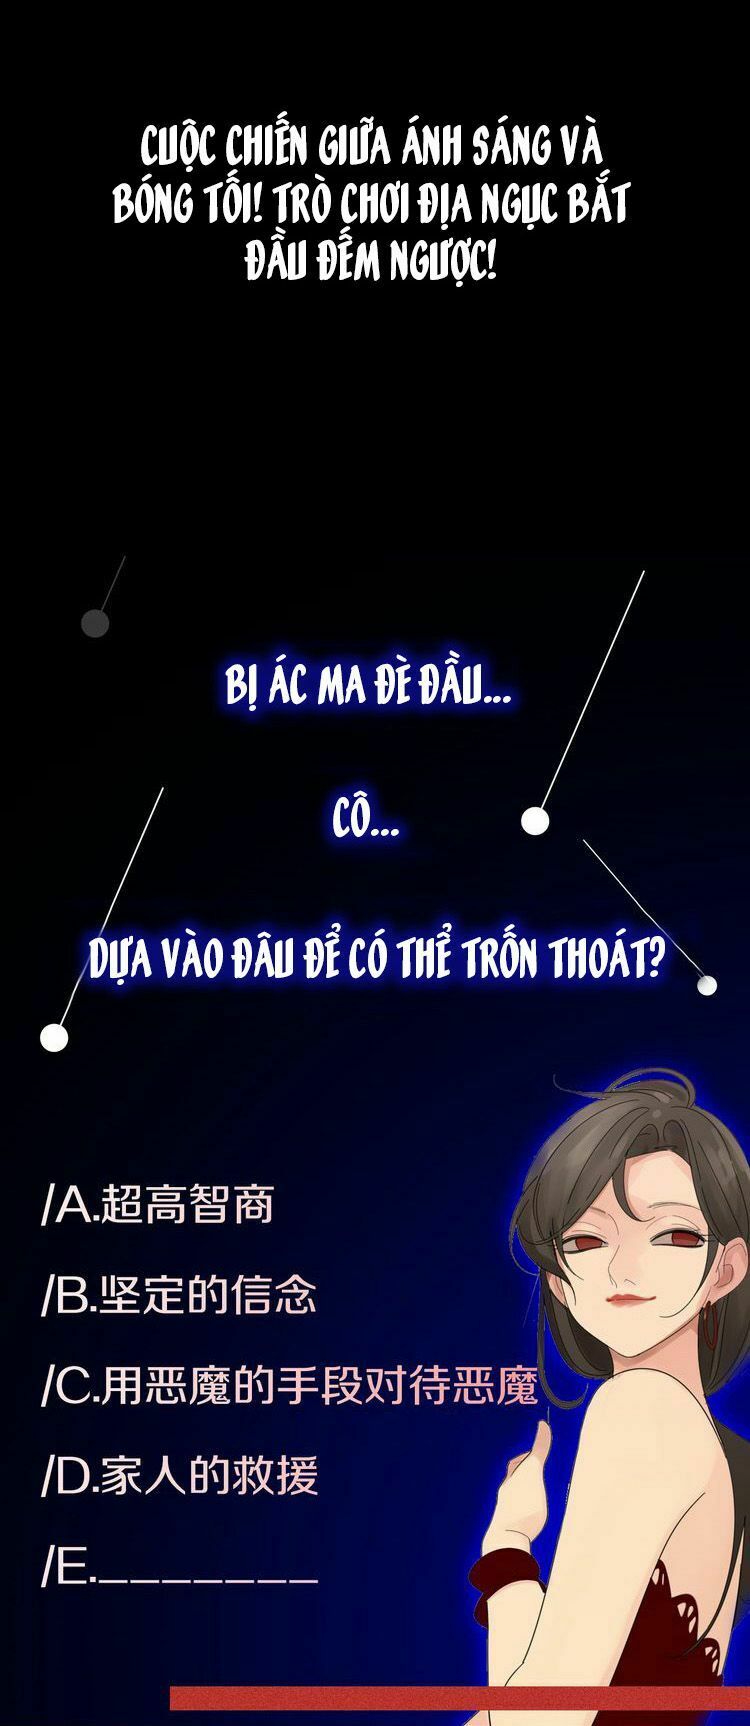 CUỘC CHIẾN GIỮA ÁNH SÁNG VÀ
BÓNG TỐI! TRÒ CHƠI ĐỊA NGỤC BẮT
ĐẦU ĐẾM NGƯỢC!
BỊ ÁC MA ĐÈ ĐẦU...
CÔ...
DỰA VÀO ĐÂU ĐỂ CÓ THỂ TRỐN THOÁT?
/A.超高智商
/B.坚定的信念
/C.用恶魔的手段对待恶魔
/D.家人的救援
/E._______